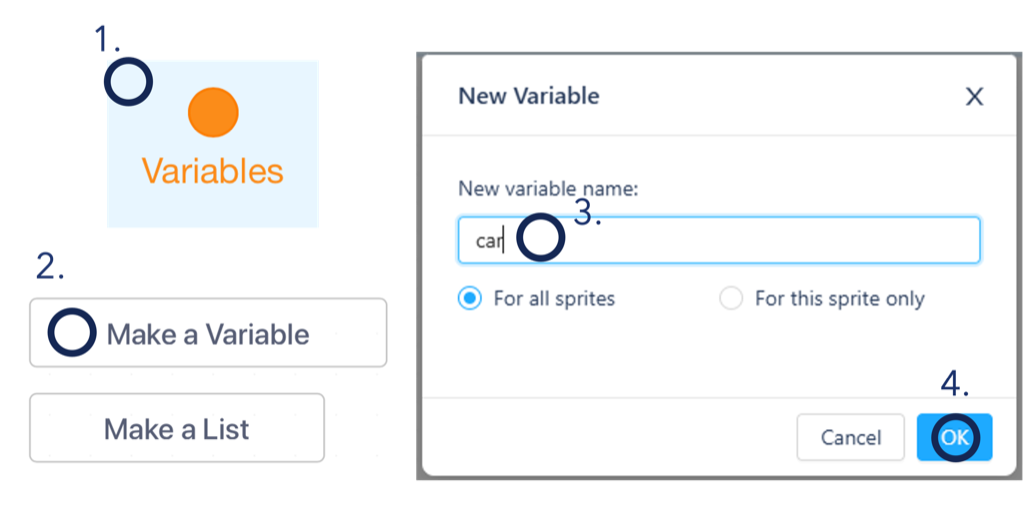 1.
Variables
2.
Make a Variable
Make a List
New Variable
X
New variable name:
3.
car
For all sprites
For this sprite only
4.
Cancel
OK